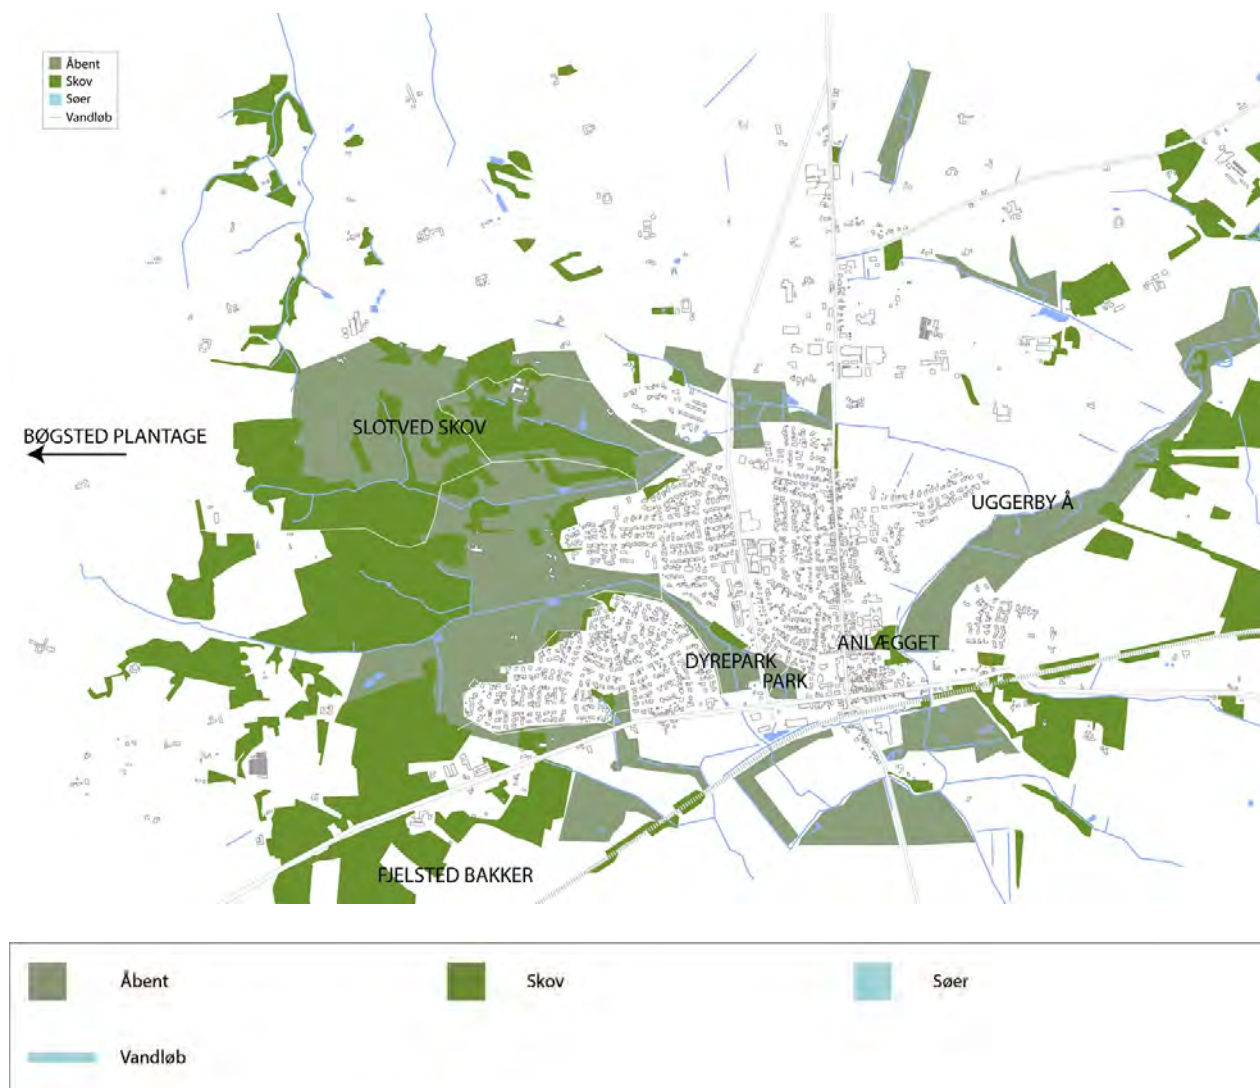 Åbent
Skov
Søer
Vandløb
BØGSTED PLANTAGE
SLOTVED SKOV
UGGERBY Å
ANLÆGGET
DYREPARK
PARK
FJELSTED BAKKER
Åbent
Skov
Søer
Vandløb